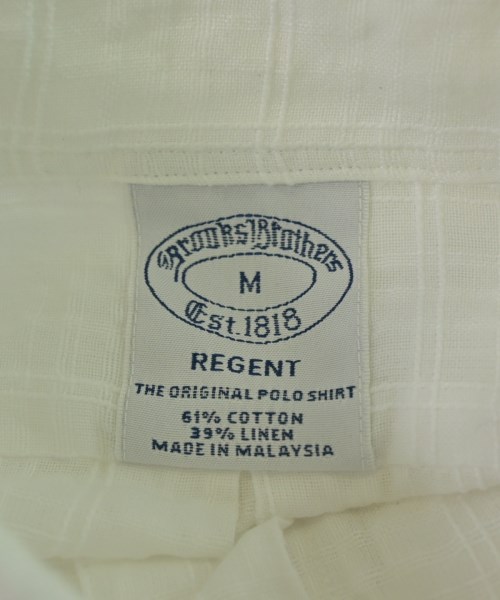 Brooks Brothers
M
Est. 1818
REGENT
THE ORIGINAL POLO SHIRT
61% COTTON
39% LINEN
MADE IN MALAYSIA